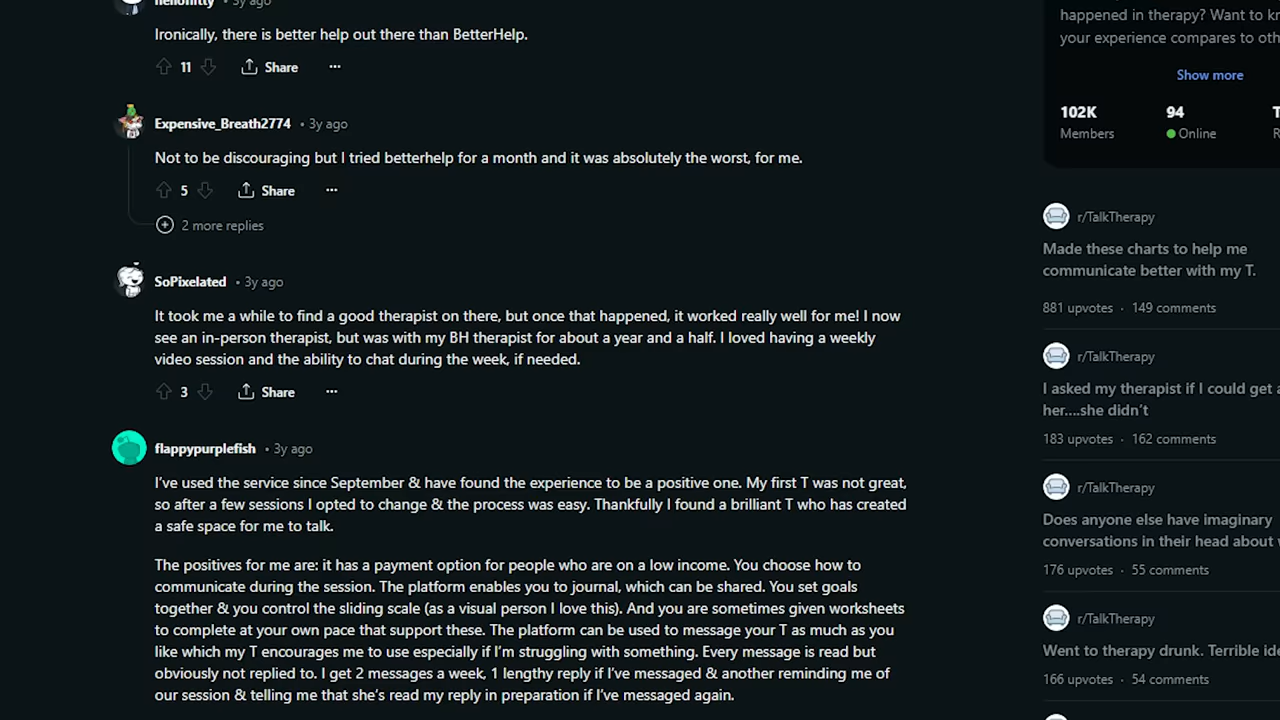 hellohitty • 3y ago
Ironically, there is better help out there than BetterHelp.
11 Share ...
Expensive_Breath2774 • 3y ago
Not to be discouraging but I tried betterhelp for a month and it was absolutely the worst, for me.
5 Share ...
2 more replies
SoPixelated • 3y ago
It took me a while to find a good therapist on there, but once that happened, it worked really well for me! I now
see an in-person therapist, but was with my BH therapist for about a year and a half. I loved having a weekly
video session and the ability to chat during the week, if needed.
3 Share ...
flappypurplefish • 3y ago
I've used the service since September & have found the experience to be a positive one. My first T was not great,
so after a few sessions I opted to change & the process was easy. Thankfully I found a brilliant T who has created
a safe space for me to talk.
The positives for me are: it has a payment option for people who are on a low income. You choose how to
communicate during the session. The platform enables you to journal, which can be shared. You set goals
together & you control the sliding scale (as a visual person I love this). And you are sometimes given worksheets
to complete at your own pace that support these. The platform can be used to message your T as much as you
like which my T encourages me to use especially if I'm struggling with something. Every message is read but
obviously not replied to. I get 2 messages a week, 1 lengthy reply if I've messaged & another reminding me of
our session & telling me that she's read my reply in preparation if I've messaged again.
happened in therapy? Want to
your experience compares to
Show more
102K 94
Members Online
r/TalkTherapy
Made these charts to help me
communicate better with my T.
881 upvotes · 149 comments
r/TalkTherapy
I asked my therapist if I could get
her....she didn't
183 upvotes · 162 comments
r/TalkTherapy
Does anyone else have imaginary
conversations in their head about
176 upvotes · 55 comments
r/TalkTherapy
Went to therapy drunk. Terrible
166 upvotes · 54 comments